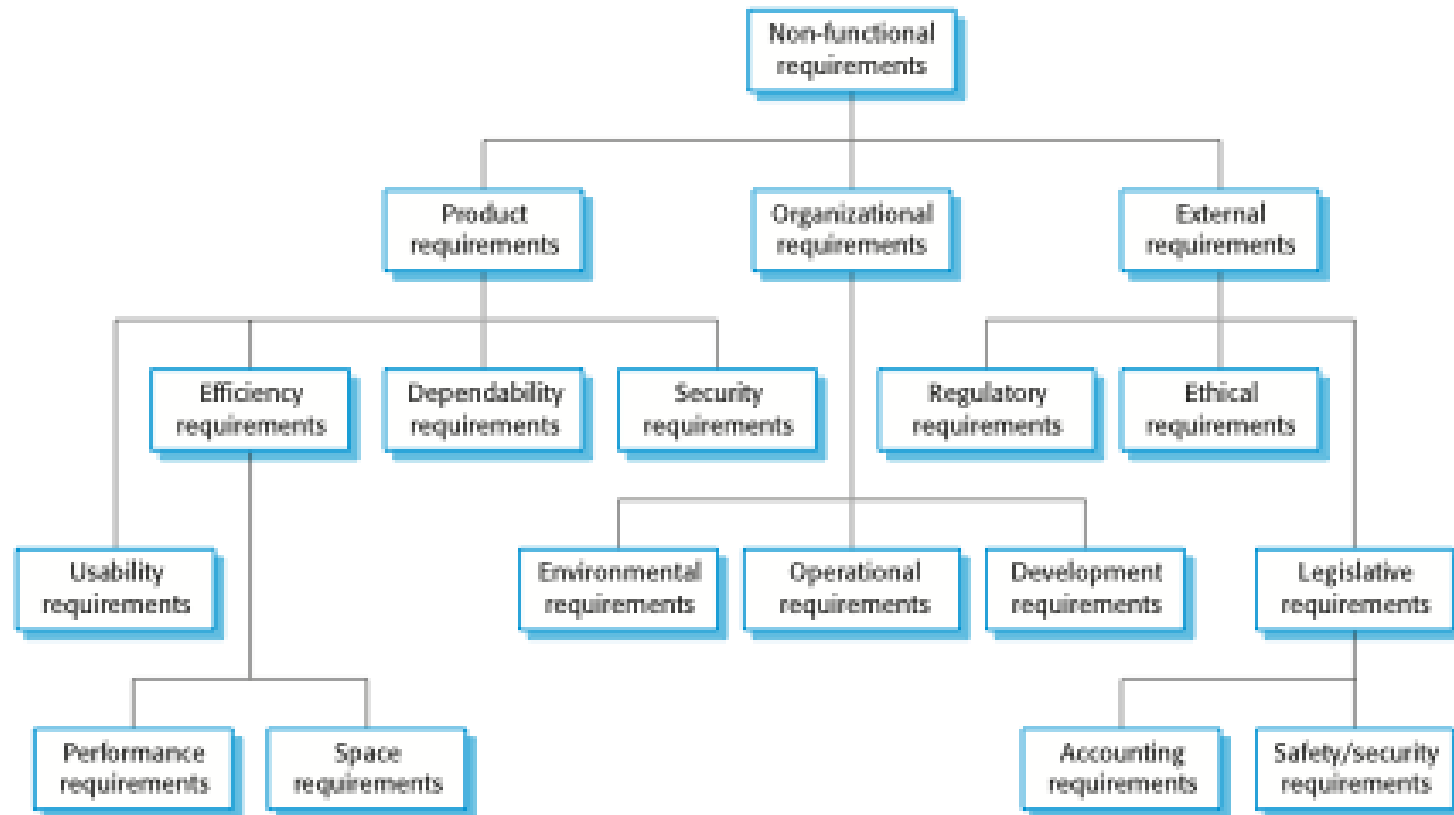 Non-functional
requirements
Product
requirements
Organizational
requirements
External
requirements
Efficiency
requirements
Dependability
requirements
Security
requirements
Regulatory
requirements
Ethical
requirements
Usability
requirements
Environmental
requirements
Operational
requirements
Development
requirements
Legislative
requirements
Performance
requirements
Space
requirements
Accounting
requirements
Safety/security
requirements